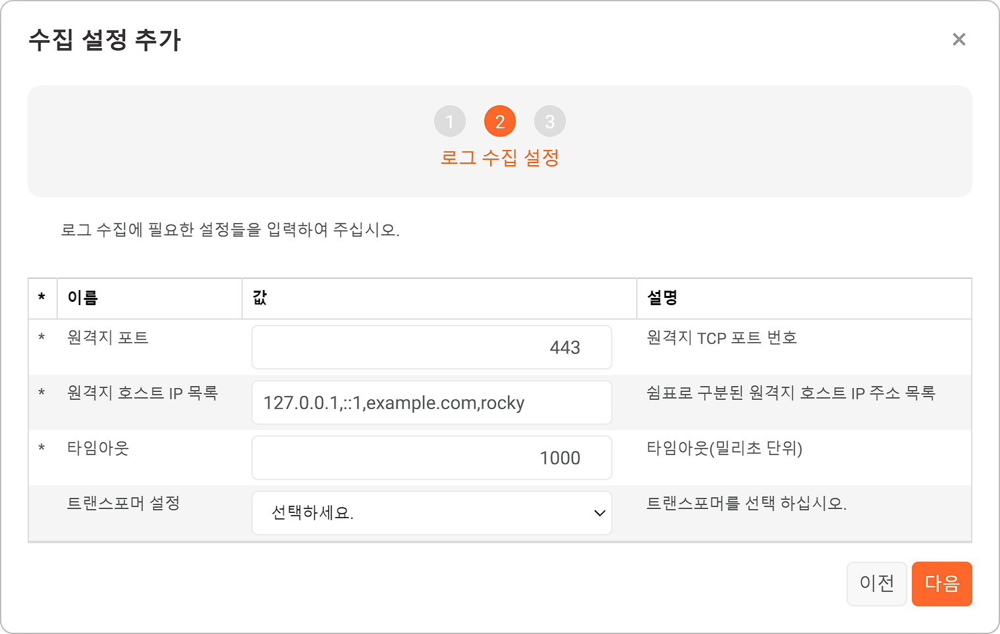 수집 설정 추가 ×
1 2 3
로그 수집 설정
로그 수집에 필요한 설정들을 입력하여 주십시오.
* 이름 값 설명
* 원격지 포트 443 원격지 TCP 포트 번호
* 원격지 호스트 IP 목록 127.0.0.1,::1,example.com,rocky 쉼표로 구분된 원격지 호스트 IP 주소 목록
* 타임아웃 1000 타임아웃(밀리초 단위)
트랜스포머 설정 선택하세요. 트랜스포머를 선택 하십시오.
이전 다음